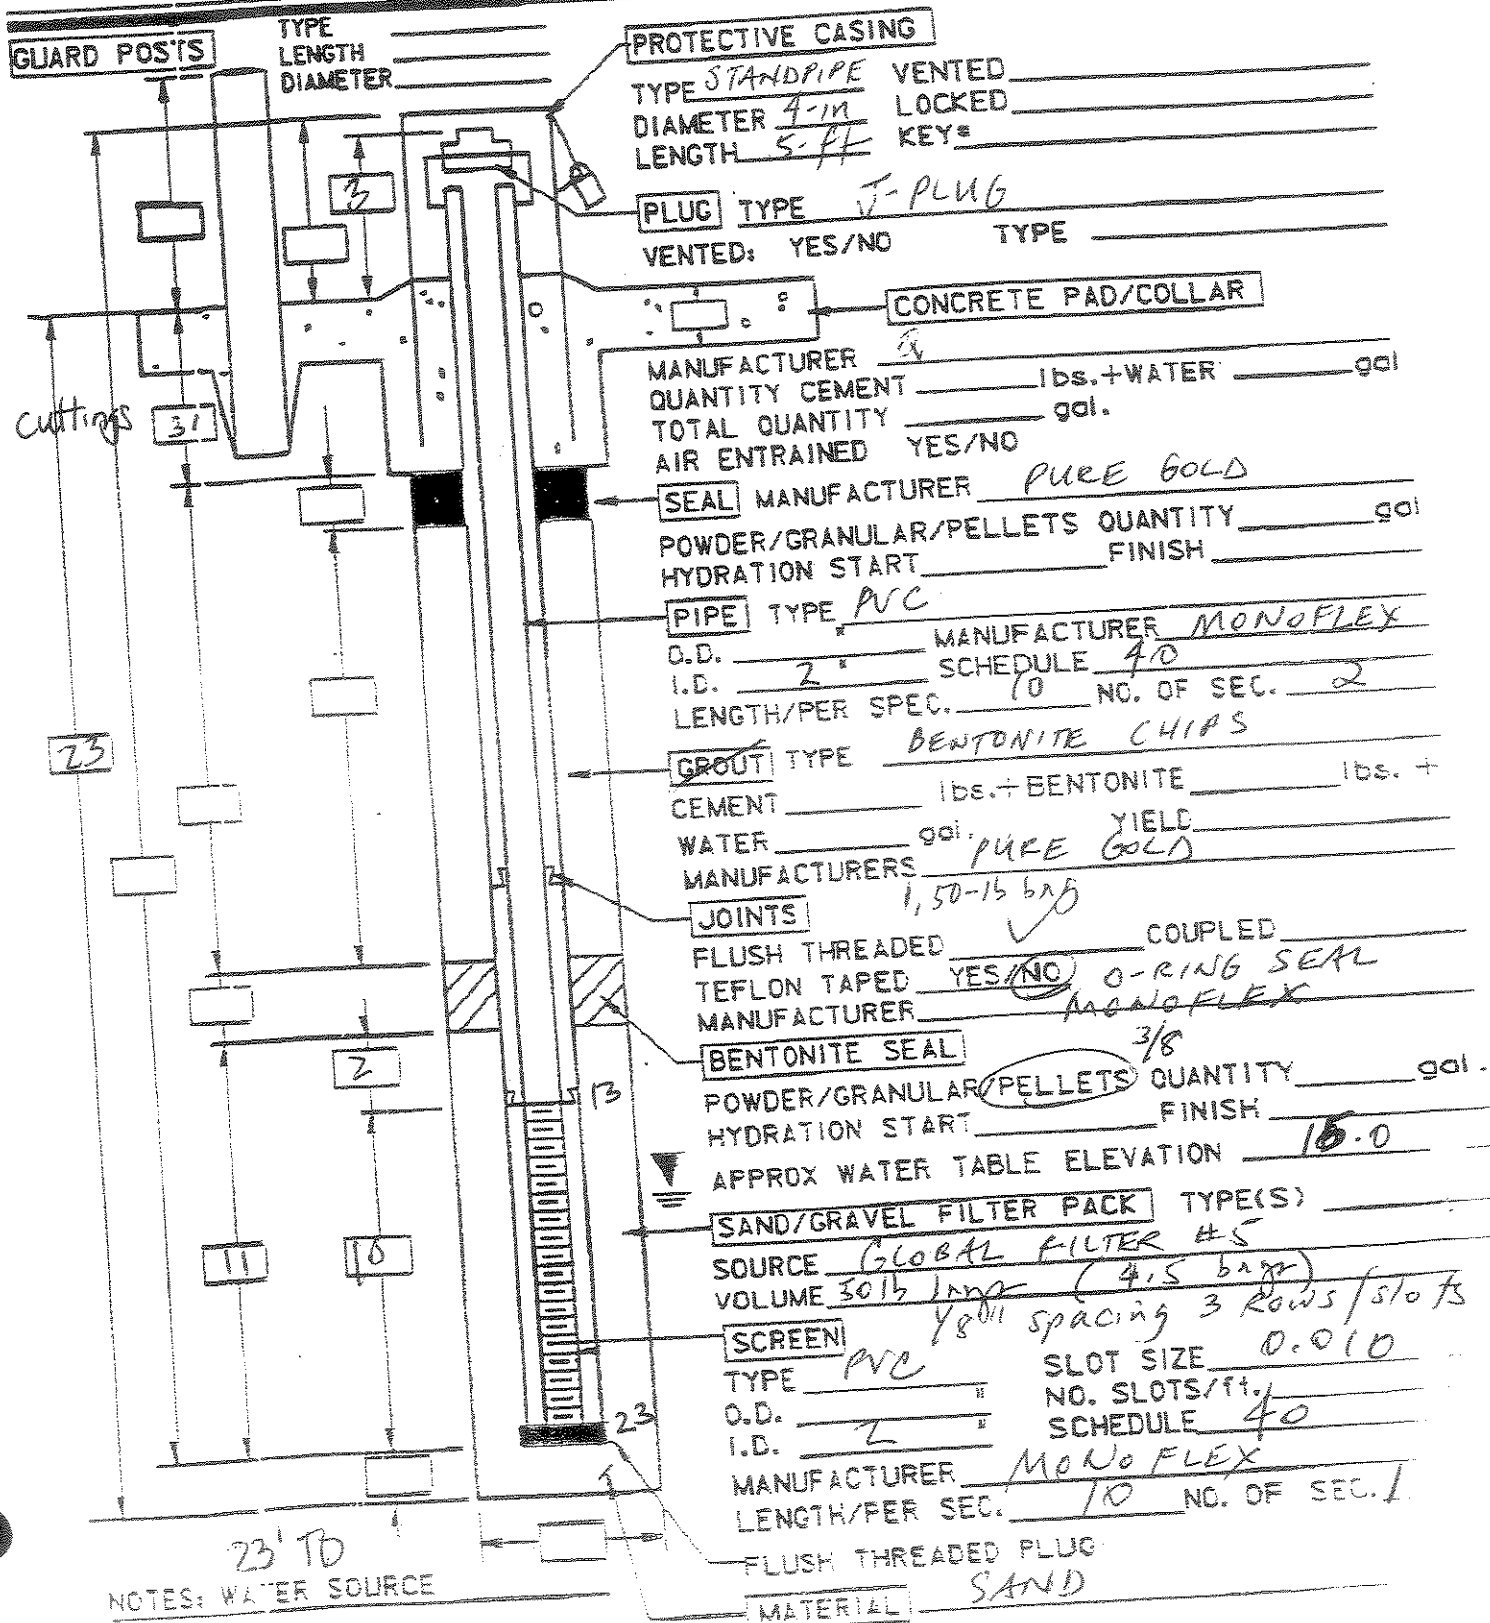 GUARD POSTS
TYPE
LENGTH
DIAMETER
PROTECTIVE CASING
TYPE STANDPIPE VENTED
DIAMETER 4-in LOCKED
LENGTH 5-ft KEY#
3
PLUG TYPE J-PLUG
VENTED: YES/NO TYPE
CONCRETE PAD/COLLAR
MANUFACTURER
QUANTITY CEMENT lbs.+WATER gal
TOTAL QUANTITY gal.
AIR ENTRAINED YES/NO
cuttings 3'
SEAL MANUFACTURER PURE GOLD
POWDER/GRANULAR/PELLETS QUANTITY gal
HYDRATION START FINISH
PIPE TYPE PVC
O.D. " MANUFACTURER MONOFLEX
I.D. 2 " SCHEDULE 40
LENGTH/PER SPEC. 10 NO. OF SEC. 2
23
GROUT TYPE BENTONITE CHIPS
CEMENT lbs.+BENTONITE lbs. +
WATER gal. YIELD
MANUFACTURERS PURE GOLD
1, 50-lb bag
JOINTS
FLUSH THREADED ✓ COUPLED
TEFLON TAPED YES/NO O-RING SEAL
MANUFACTURER MONOFLEX
BENTONITE SEAL 3/8
2
POWDER/GRANULAR/PELLETS QUANTITY gal.
13
HYDRATION START FINISH
APPROX WATER TABLE ELEVATION .0
SAND/GRAVEL FILTER PACK TYPE(S)
SOURCE GLOBAL FILTER #5
11
10
VOLUME 50lb bags (4.5 bags)
1/8" spacing 3 Rows/slots
SCREEN
TYPE PVC SLOT SIZE 0.010
O.D. " NO. SLOTS/ft.
23
I.D. 2 " SCHEDULE 40
MANUFACTURER MONOFLEX
LENGTH/PER SEC. 10 NO. OF SEC. 1
FLUSH THREADED PLUG
23' TD
NOTES: WATER SOURCE
MATERIAL SAND